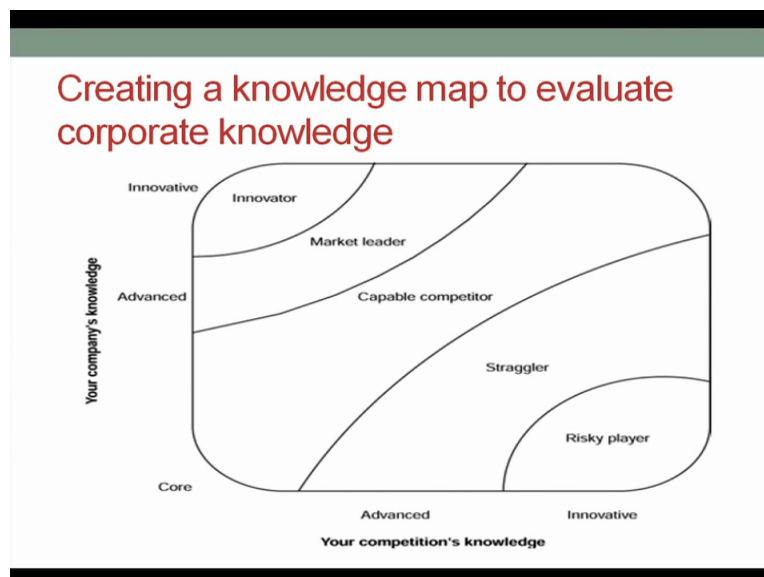 Creating a knowledge map to evaluate
corporate knowledge
Innovative
Innovator
Market leader
Your company's knowledge
Advanced
Capable competitor
Straggler
Risky player
Core
Advanced
Innovative
Your competition's knowledge